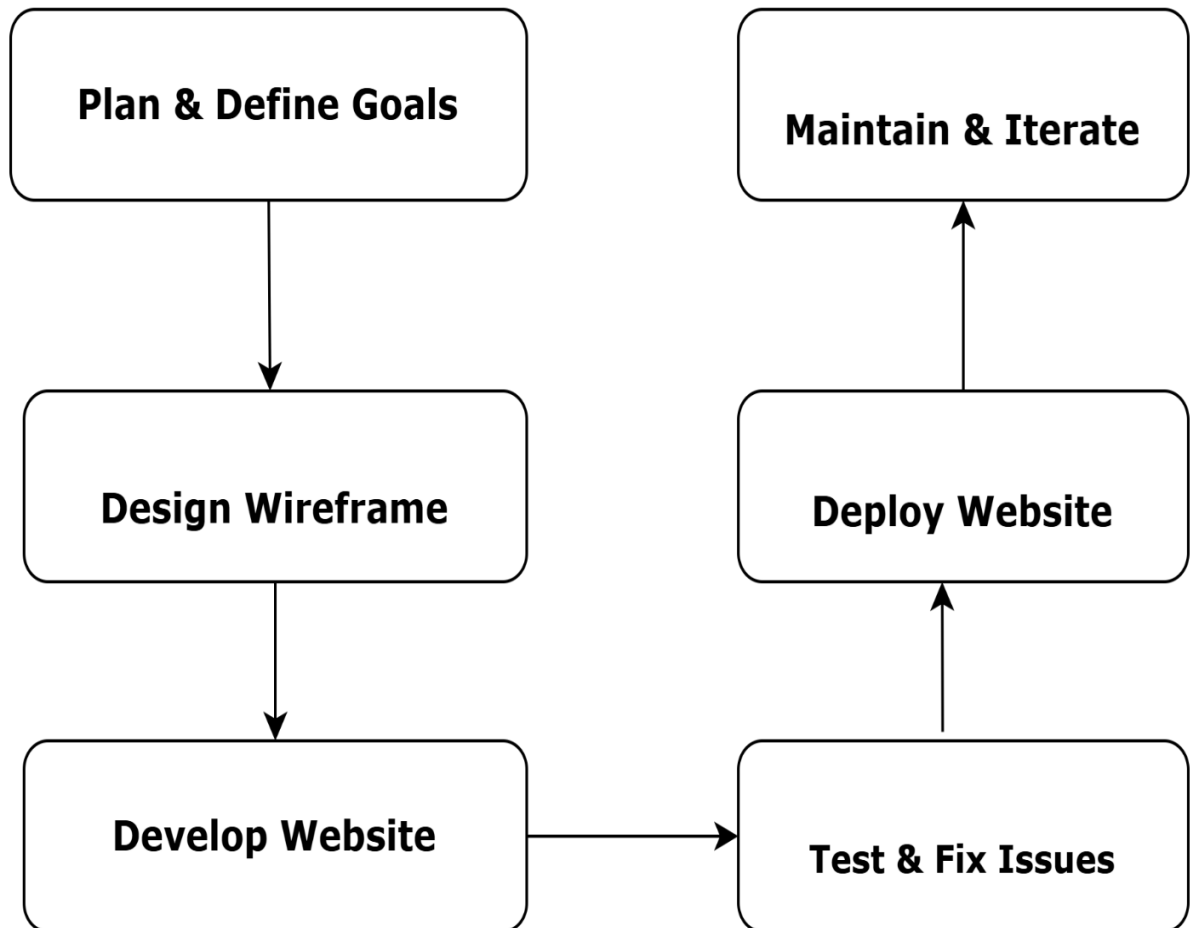 Plan & Define Goals
Design Wireframe
Develop Website
Test & Fix Issues
Deploy Website
Maintain & Iterate